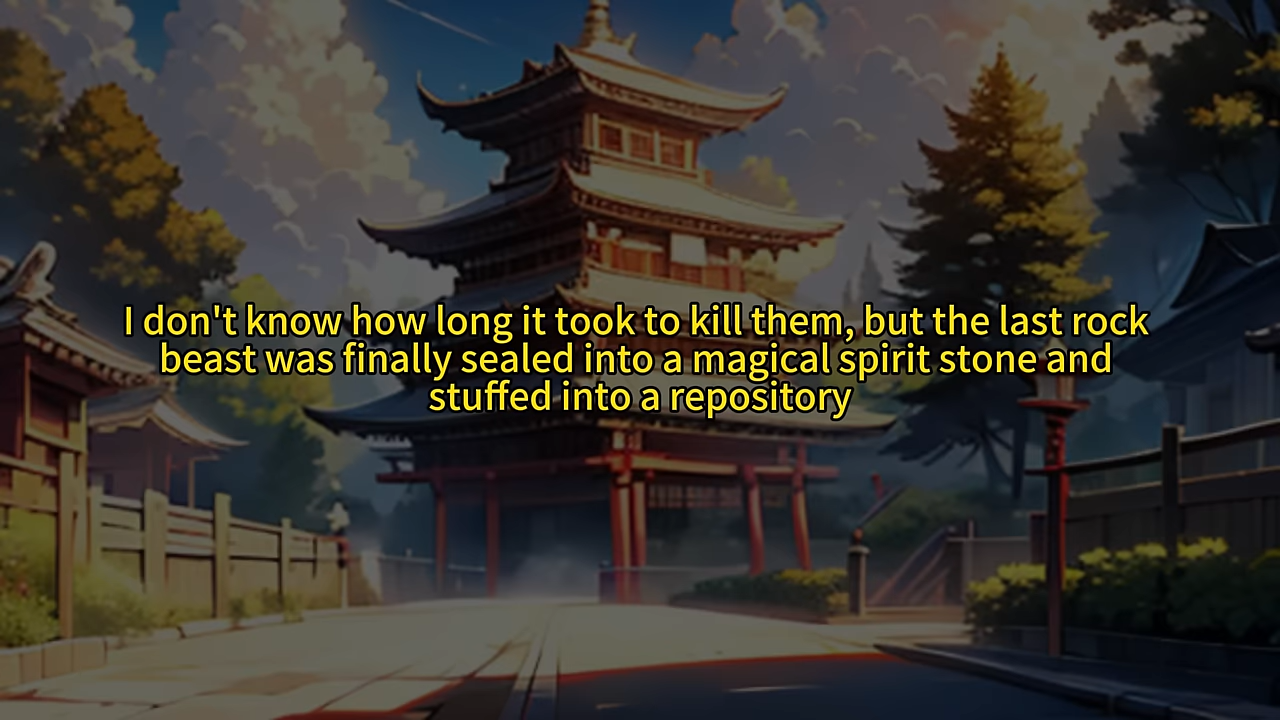 I don't know how long it took to kill them, but the last rock
beast was finally sealed into a magical spirit stone and
stuffed into a repository